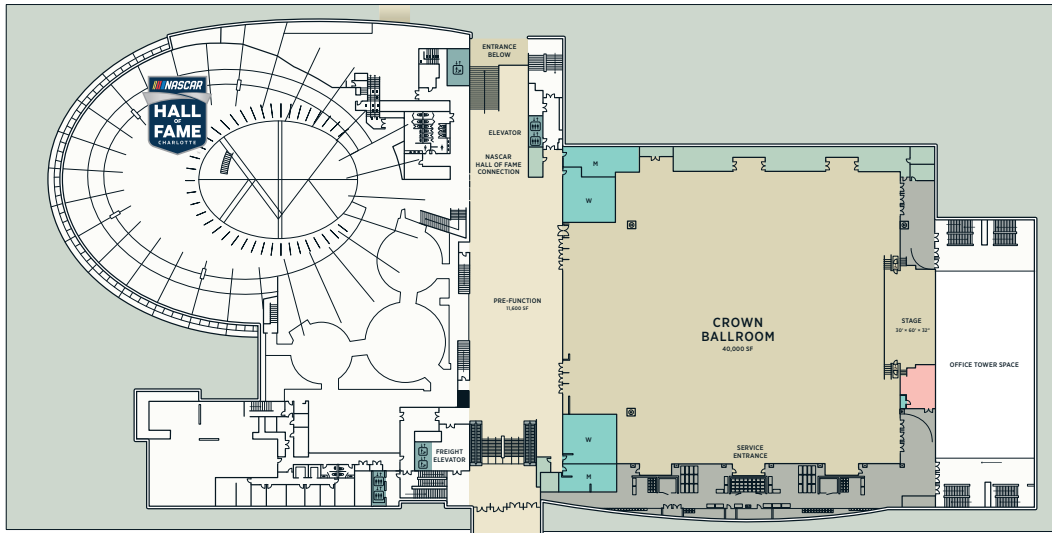 NASCAR
HALL
OF
FAME
CHARLOTTE
ENTRANCE
BELOW
ELEVATOR
NASCAR
HALL OF FAME
CONNECTION
M
W
PRE-FUNCTION
11,600 SF
CROWN
BALLROOM
40,000 SF
STAGE
30' × 60' × 32"
OFFICE TOWER SPACE
FREIGHT
ELEVATOR
W
M
SERVICE
ENTRANCE